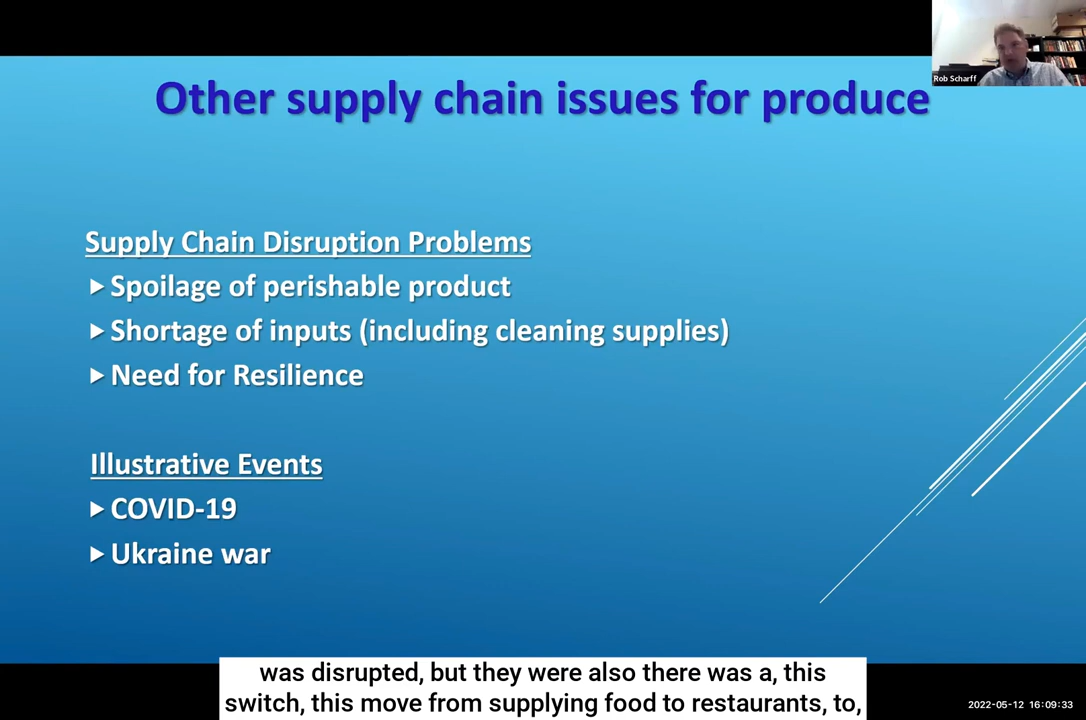 Other supply chain issues for produce
Rob Scharff
Supply Chain Disruption Problems
Spoilage of perishable product
Shortage of inputs (including cleaning supplies)
Need for Resilience
Illustrative Events
COVID-19
Ukraine war
was disrupted, but they were also there was a, this
switch, this move from supplying food to restaurants, to,
2022-05-12 16:09:33